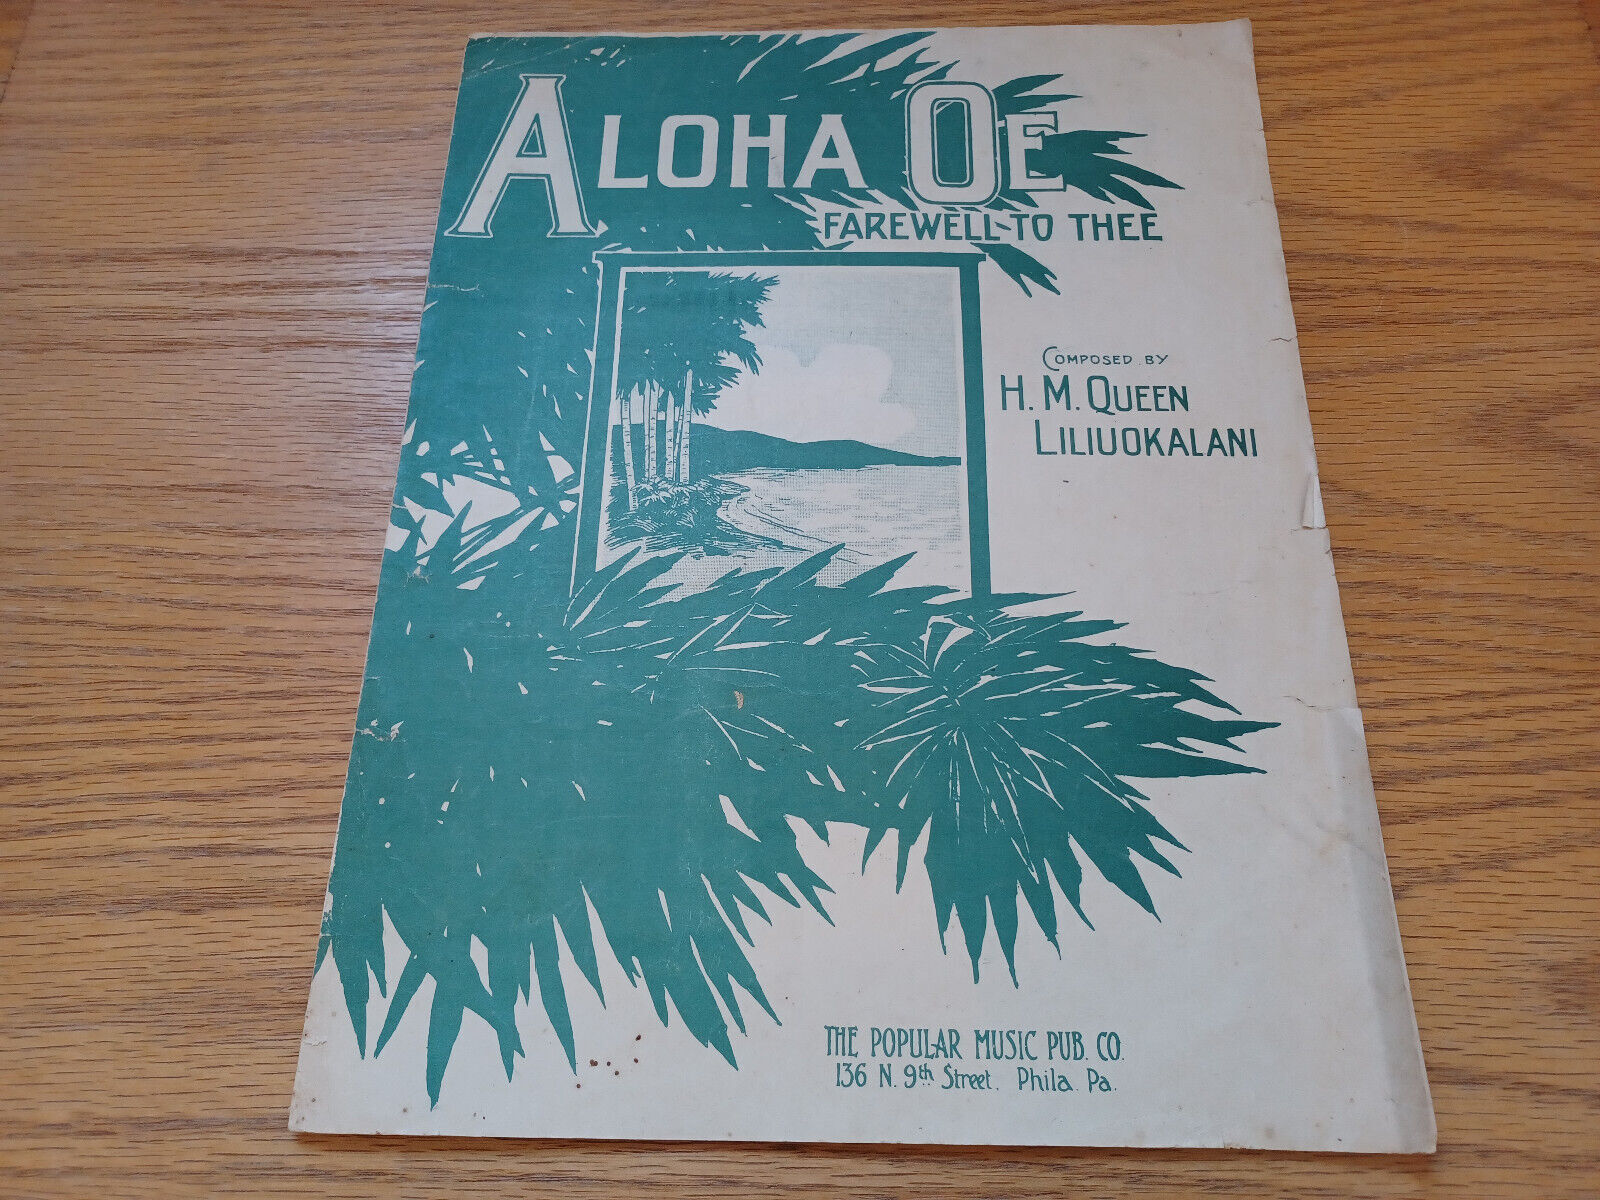 ALOHA OE
FAREWELL TO THEE
COMPOSED BY
H. M. QUEEN
LILIUOKALANI
THE POPULAR MUSIC PUB. CO.
136 N. 9th Street. Phila. Pa.